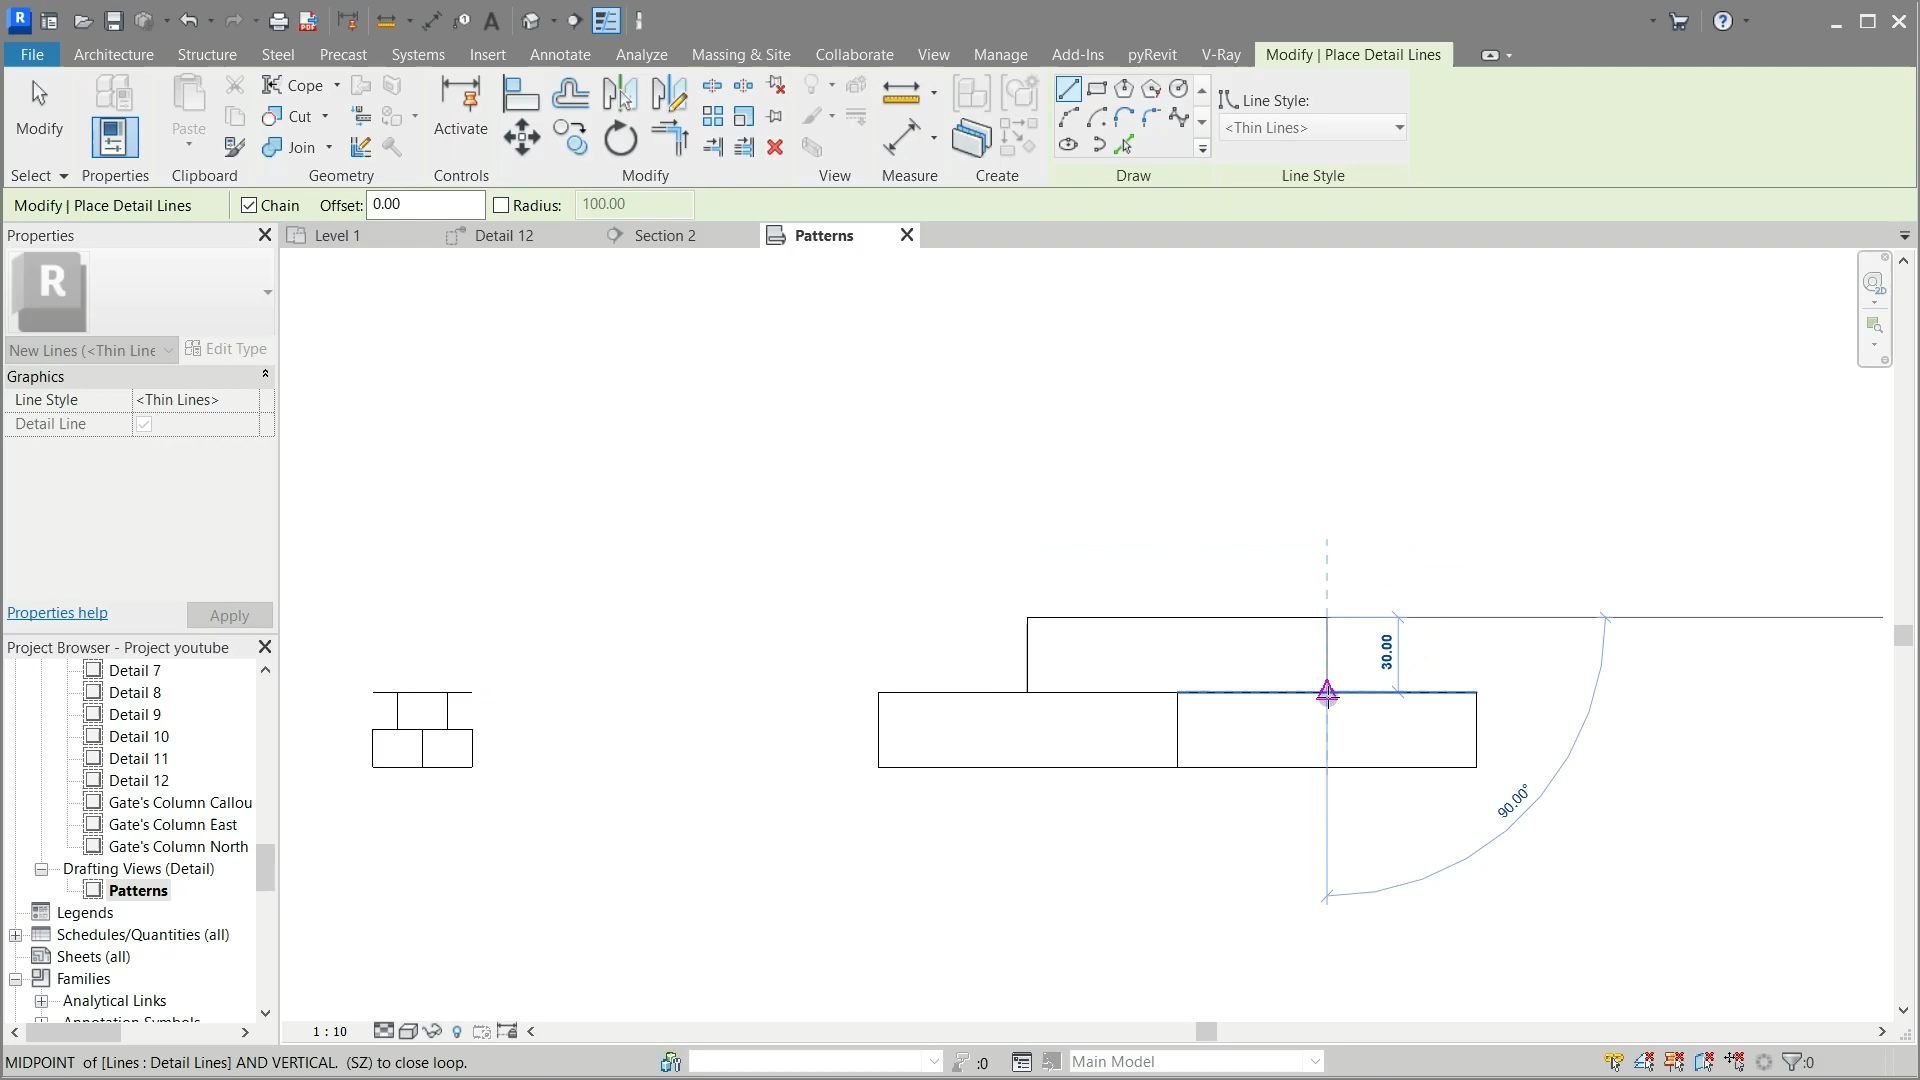 File
Architecture
Structure
Steel
Precast
Systems
Insert
Annotate
Analyze
Massing & Site
Collaborate
View
Manage
Add-Ins
pyRevit
V-Ray
Modify | Place Detail Lines
Modify
Paste
Cope
Cut
Join
Activate
Line Style:
<Thin Lines>
Select
Properties
Clipboard
Geometry
Controls
Modify
View
Measure
Create
Draw
Line Style
Modify | Place Detail Lines
Chain
Offset:
0.00
Radius:
100.00
Properties
Level 1
Detail 12
Section 2
Patterns
R
New Lines (<Thin Line
Edit Type
Graphics
Line Style
<Thin Lines>
Detail Line
Properties help
Apply
Project Browser - Project youtube
Detail 7
Detail 8
Detail 9
Detail 10
Detail 11
Detail 12
Gate's Column Callou
Gate's Column East
Gate's Column North
Drafting Views (Detail)
Patterns
Legends
Schedules/Quantities (all)
Sheets (all)
Families
Analytical Links
30.00
90.00°
2D
1 : 10
MIDPOINT of [Lines : Detail Lines] AND VERTICAL. (SZ) to close loop.
:0
Main Model
:0